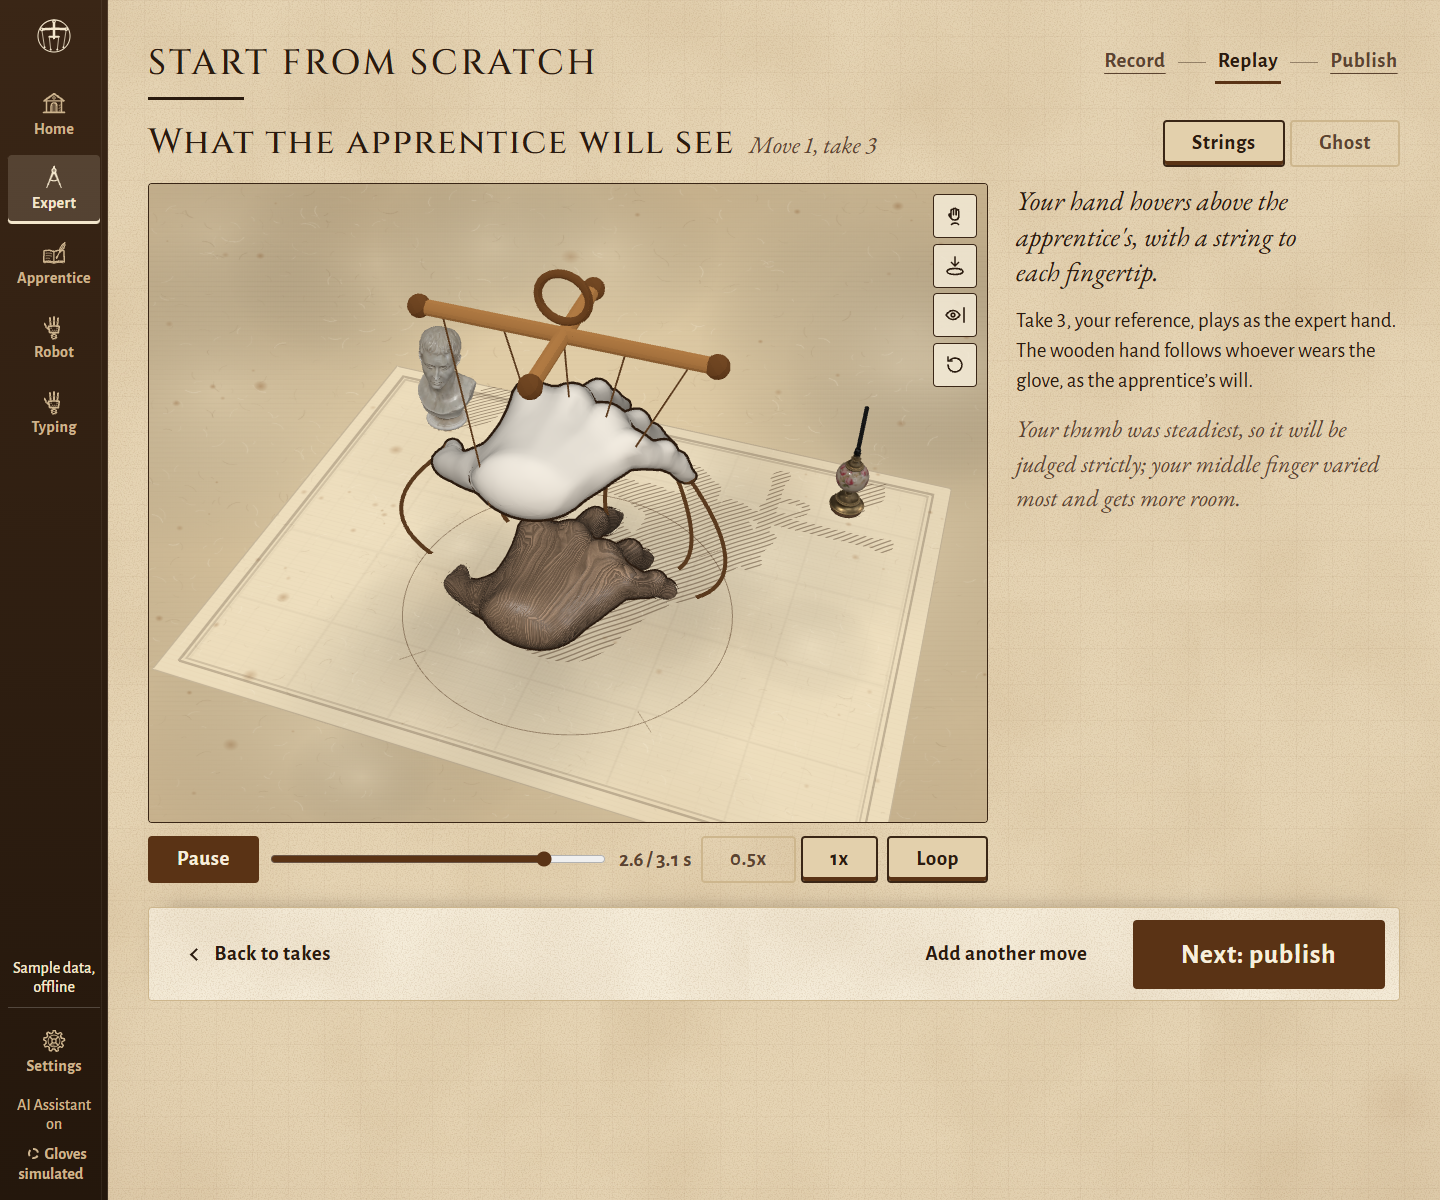 START FROM SCRATCH
Record
Replay
Publish
Home
Expert
Apprentice
Robot
Typing
Sample data,
offline
Settings
AI Assistant
on
Gloves
simulated
WHAT THE APPRENTICE WILL SEE
Move 1, take 3
Strings
Ghost
Your hand hovers above the
apprentice's, with a string to
each fingertip.
Take 3, your reference, plays as the expert hand.
The wooden hand follows whoever wears the
glove, as the apprentice’s will.
Your thumb was steadiest, so it will be
judged strictly; your middle finger varied
most and gets more room.
Pause
2.6 / 3.1 s
0.5x
1x
Loop
Back to takes
Add another move
Next: publish